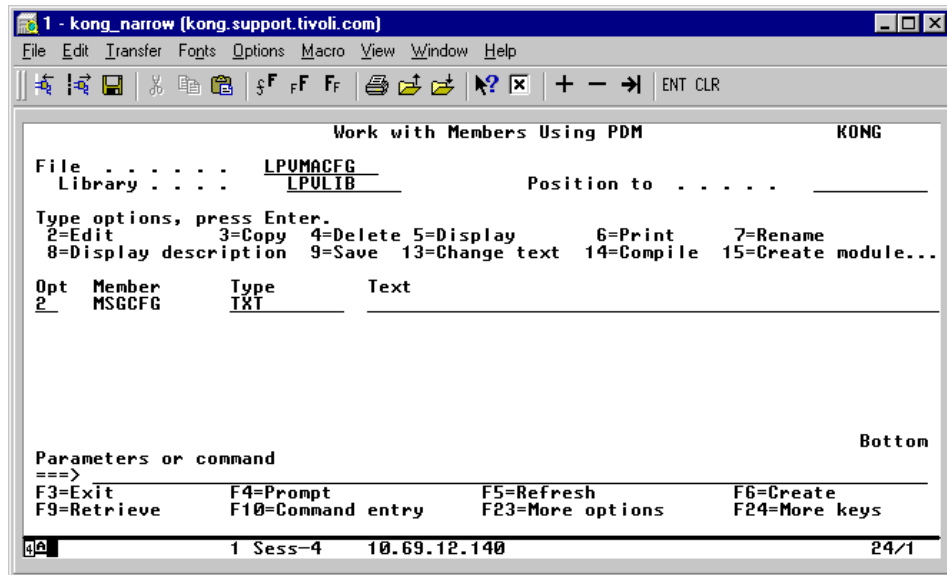 1 - kong_narrow (kong.support.tivoli.com)
File Edit Transfer Fonts Options Macro View Window Help
ENT CLR
Work with Members Using PDM KONG
File . . . . . . LPVMACFG
Library . . . . LPVLIB Position to . . . . .
Type options, press Enter.
2=Edit 3=Copy 4=Delete 5=Display 6=Print 7=Rename
8=Display description 9=Save 13=Change text 14=Compile 15=Create module...
Opt Member Type Text
2 MSGCFG TXT
Bottom
Parameters or command
===>
F3=Exit F4=Prompt F5=Refresh F6=Create
F9=Retrieve F10=Command entry F23=More options F24=More keys
4A 1 Sess-4 10.69.12.140 24/1